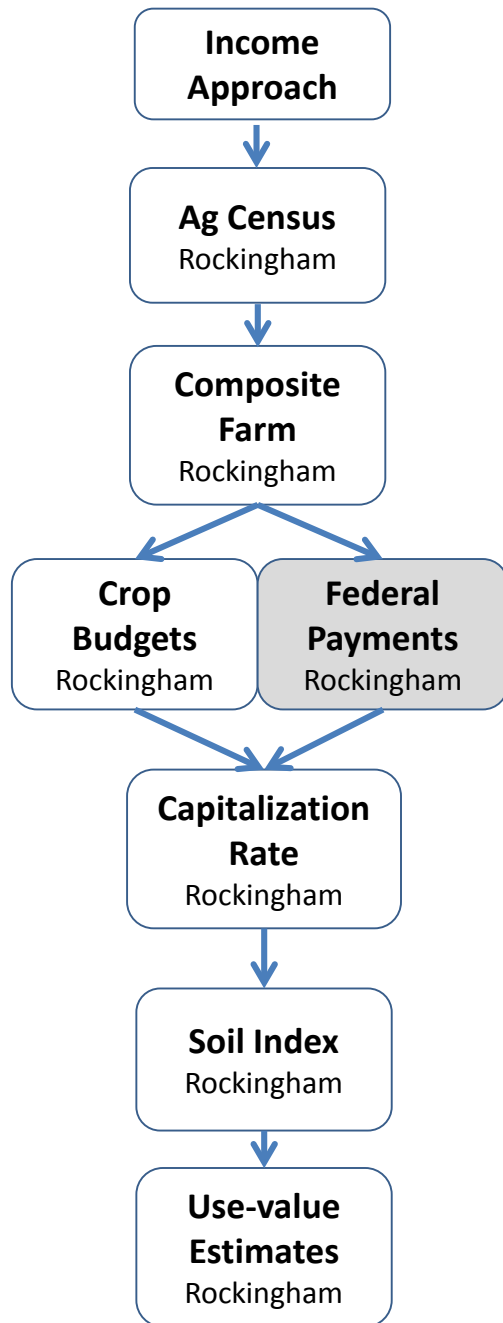 Income
Approach
Ag Census
Rockingham
Composite
Farm
Rockingham
Crop
Budgets
Rockingham
Federal
Payments
Rockingham
Capitalization
Rate
Rockingham
Soil Index
Rockingham
Use-value
Estimates
Rockingham